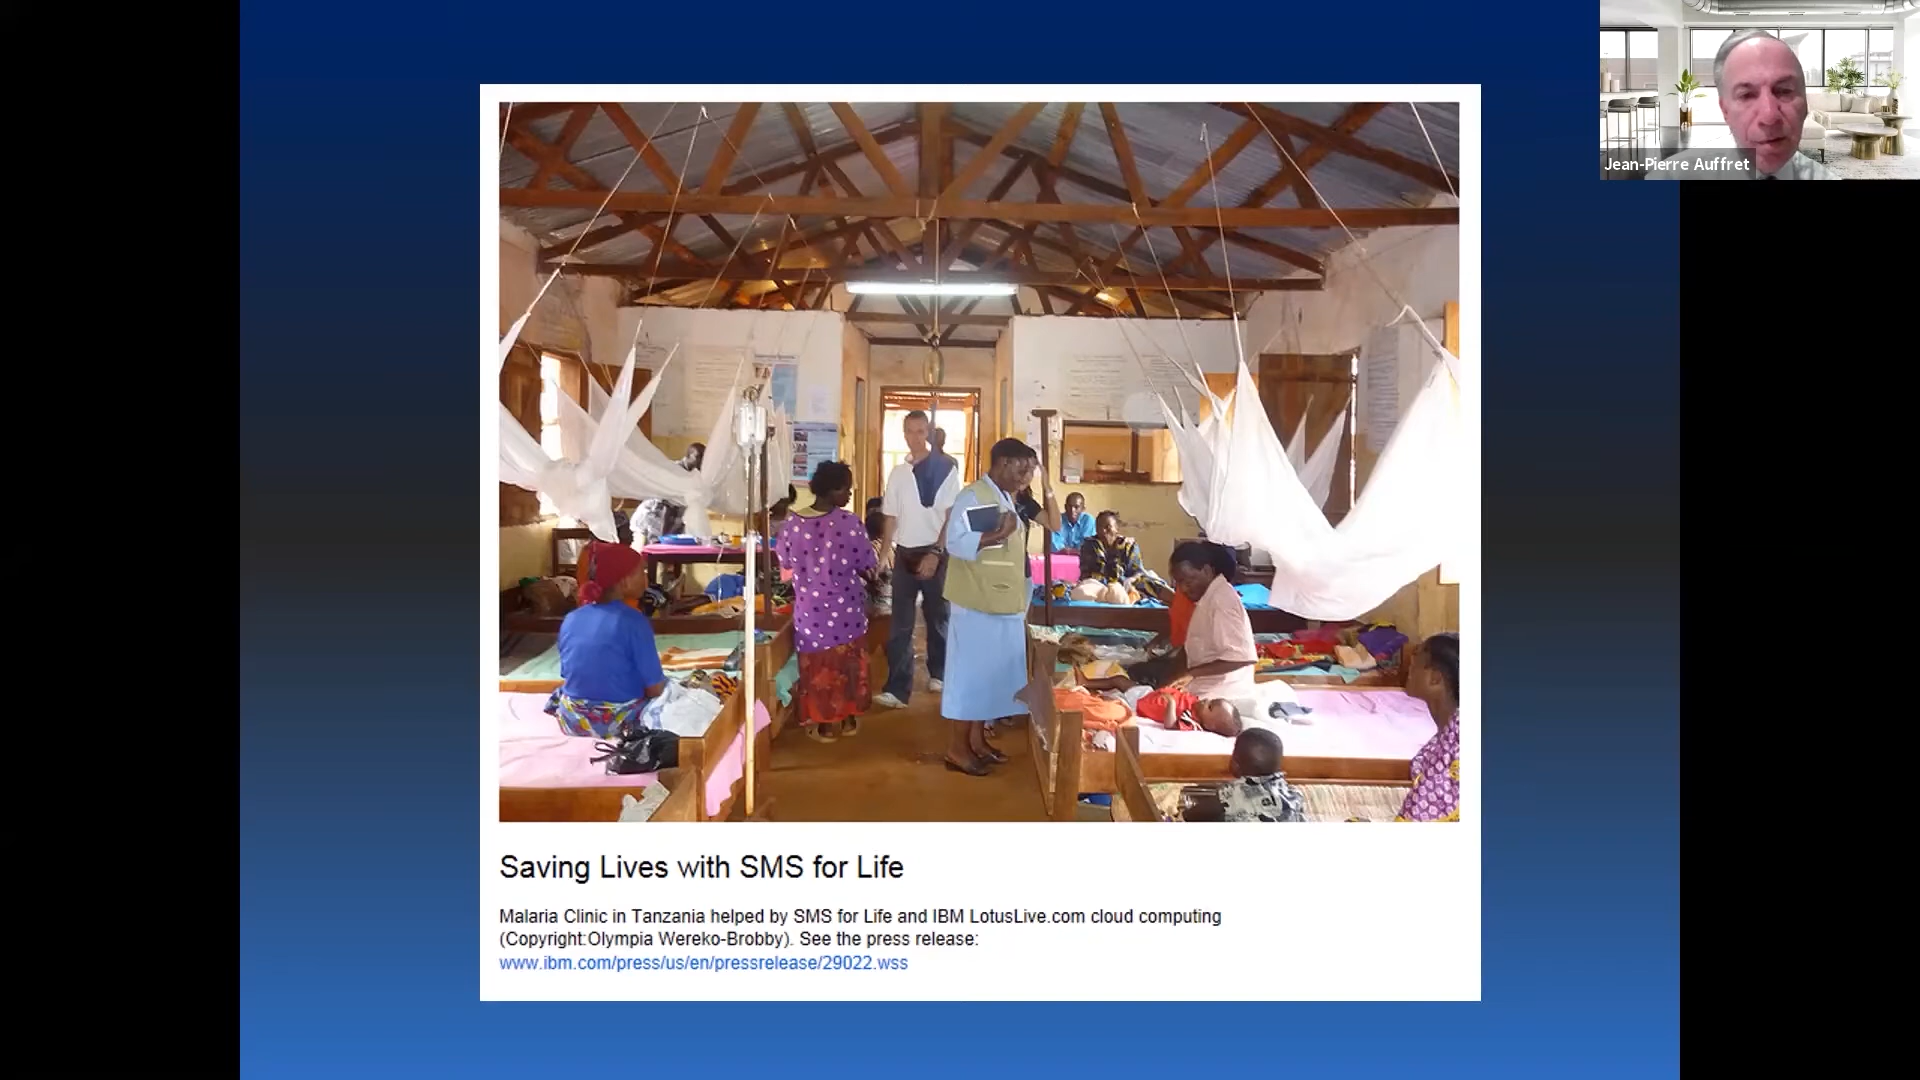 Jean-Pierre Auffret
Saving Lives with SMS for Life
Malaria Clinic in Tanzania helped by SMS for Life and IBM LotusLive.com cloud computing
(Copyright:Olympia Wereko-Brobby). See the press release:
www.ibm.com/press/us/en/pressrelease/29022.wss